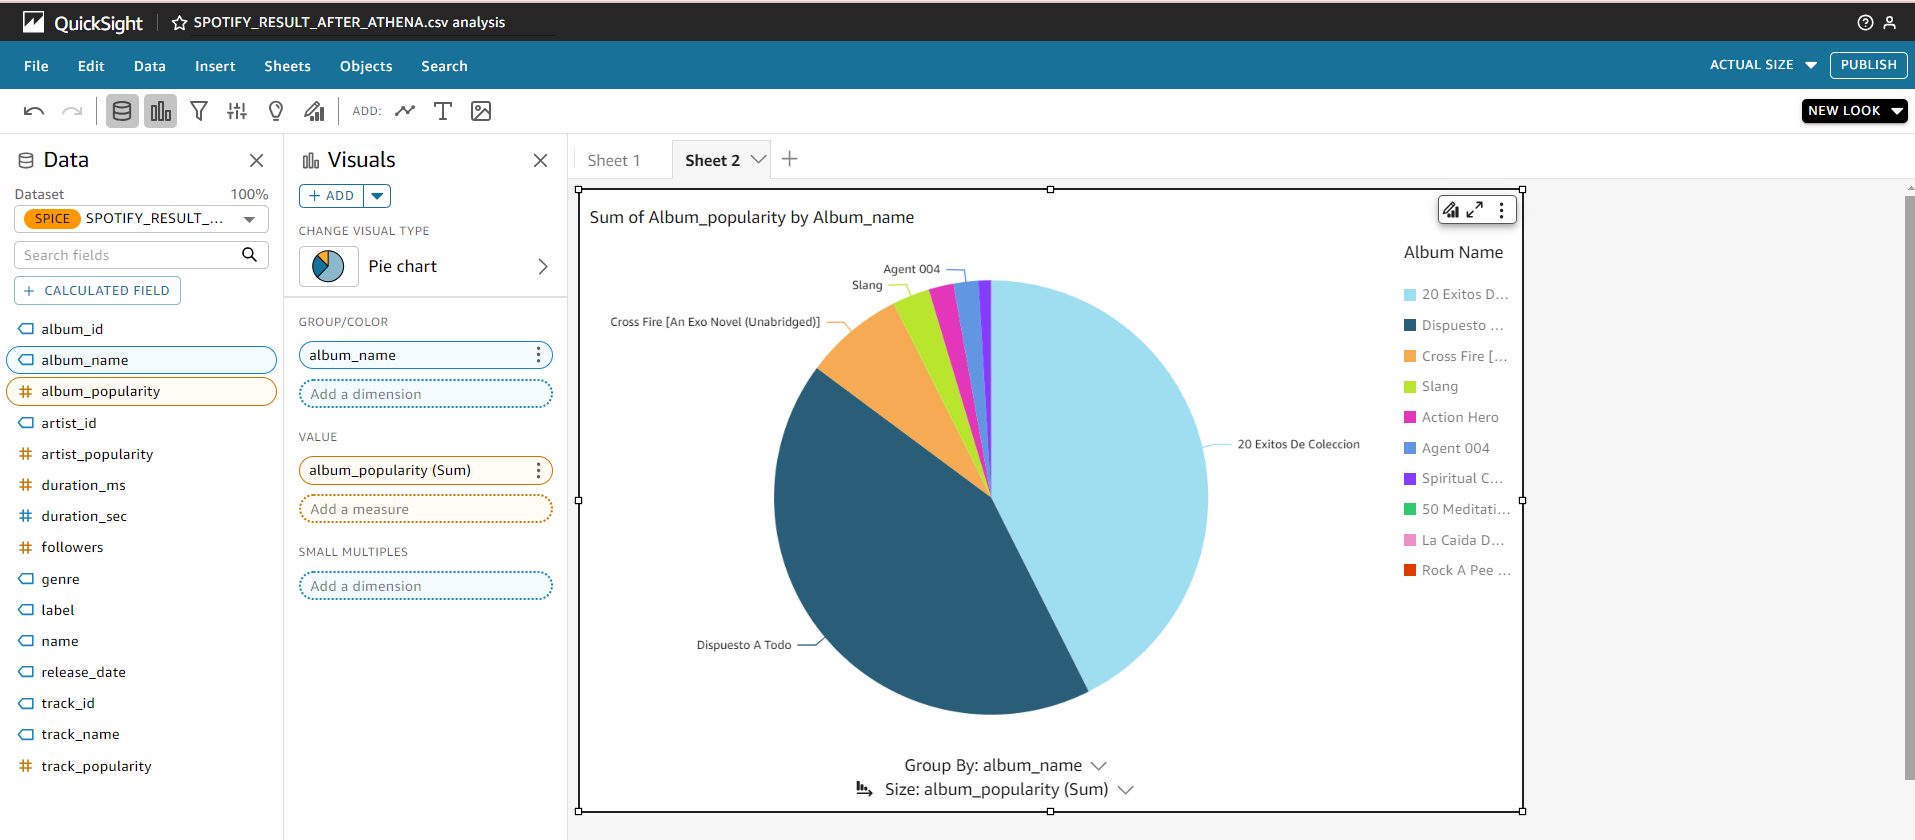 QuickSight
SPOTIFY_RESULT_AFTER_ATHENA.csv analysis
File Edit Data Insert Sheets Objects Search
ACTUAL SIZE
PUBLISH
ADD:
NEW LOOK
Data
Dataset 100%
SPICE SPOTIFY_RESULT_...
Search fields
+ CALCULATED FIELD
album_id
album_name
album_popularity
artist_id
artist_popularity
duration_ms
duration_sec
followers
genre
label
name
release_date
track_id
track_name
track_popularity
Visuals
+ ADD
CHANGE VISUAL TYPE
Pie chart
GROUP/COLOR
album_name
Add a dimension
VALUE
album_popularity (Sum)
Add a measure
SMALL MULTIPLES
Add a dimension
Sheet 1
Sheet 2
Sum of Album_popularity by Album_name
Agent 004
Slang
Cross Fire [An Exo Novel (Unabridged)]
20 Exitos De Coleccion
Dispuesto A Todo
Album Name
20 Exitos D...
Dispuesto ...
Cross Fire [...
Slang
Action Hero
Agent 004
Spiritual C...
50 Meditati...
La Caida D...
Rock A Pee ...
Group By: album_name
Size: album_popularity (Sum)